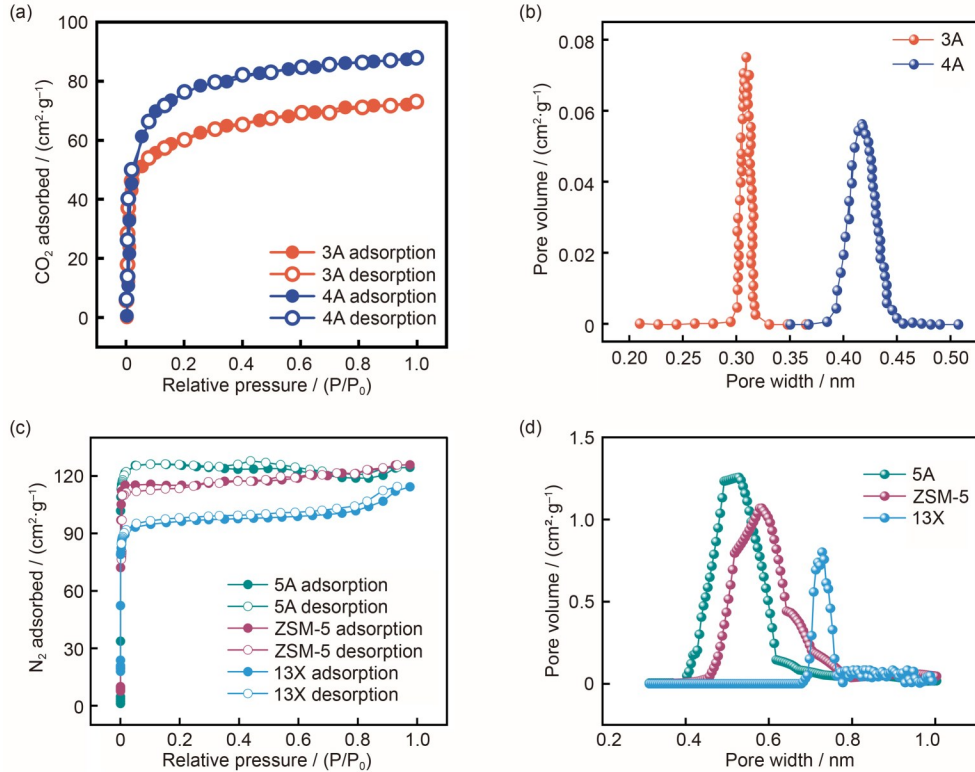 (a)
100
80
60
40
20
0
CO₂ adsorbed / (cm²·g⁻¹)
3A adsorption
3A desorption
4A adsorption
4A desorption
0 0.2 0.4 0.6 0.8 1.0
Relative pressure / (P/P₀)
(b)
0.08
0.06
0.04
0.02
0
Pore volume / (cm²·g⁻¹)
3A
4A
0.20 0.25 0.30 0.35 0.40 0.45 0.50
Pore width / nm
(c)
120
90
60
30
0
N₂ adsorbed / (cm²·g⁻¹)
5A adsorption
5A desorption
ZSM-5 adsorption
ZSM-5 desorption
13X adsorption
13X desorption
0 0.2 0.4 0.6 0.8 1.0
Relative pressure / (P/P₀)
(d)
1.5
1.0
0.5
0
Pore volume / (cm²·g⁻¹)
5A
ZSM-5
13X
0.2 0.4 0.6 0.8 1.0
Pore width / nm